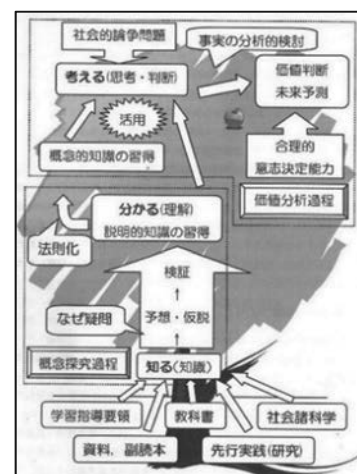 社会的論争問題
事実の分析的検討
考える(思考・判断)
価値判断
未来予測
活用
概念的知識の習得
合理的
意志決定能力
価値分析過程
分かる(理解)
説明的知識の習得
法則化
検証
↑
予想・仮説
↑
なぜ疑問
概念探究過程
知る(知識)
学習指導要領
教科書
社会諸科学
資料、副読本
先行実践(研究)